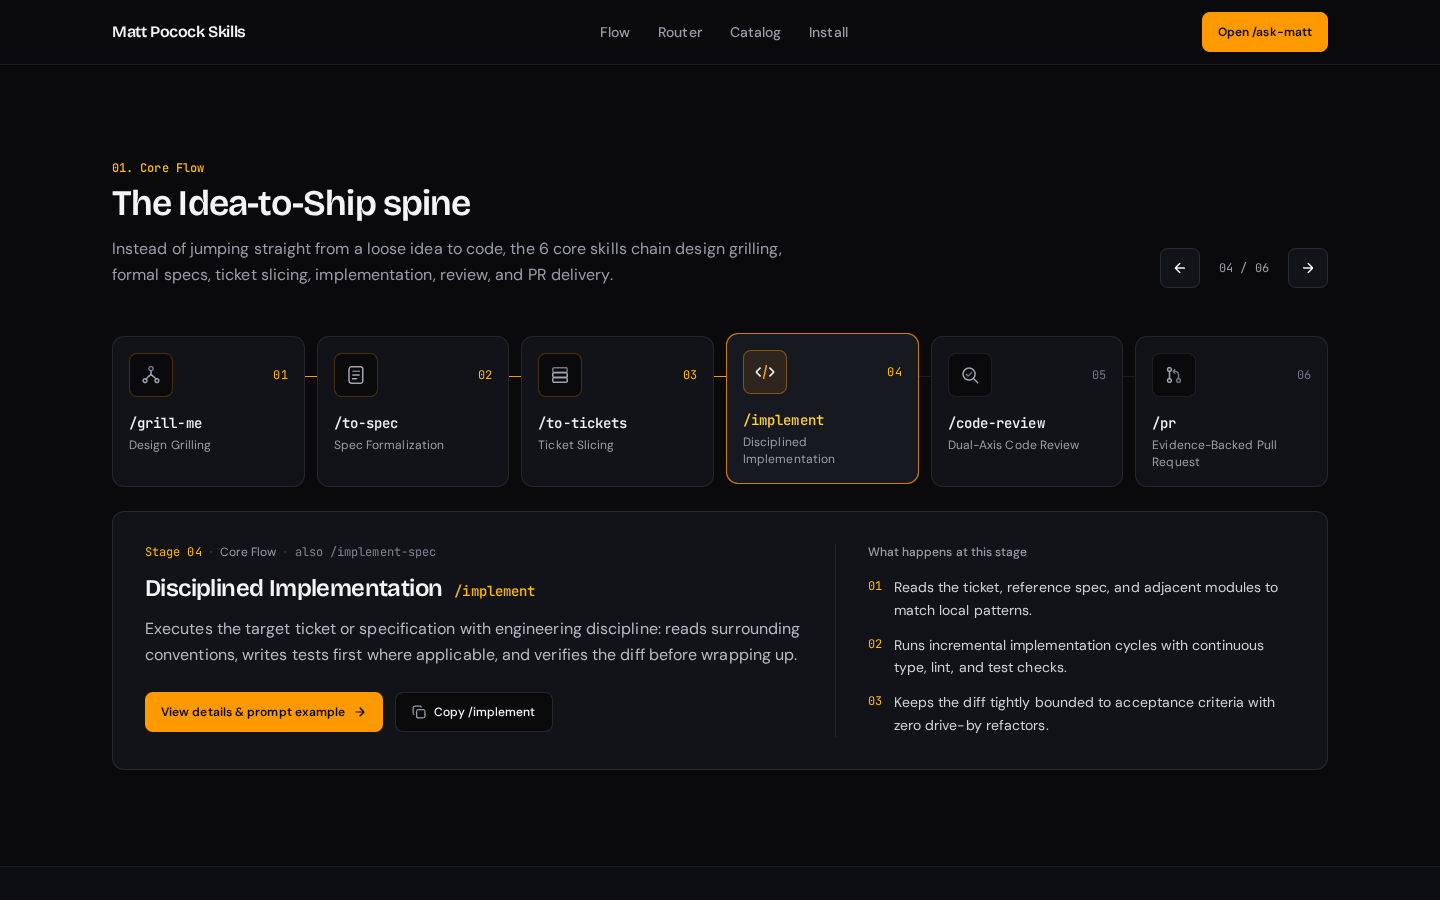 Matt Pocock Skills
Flow
Router
Catalog
Install
Open /ask-matt
01. Core Flow
The Idea-to-Ship spine
Instead of jumping straight from a loose idea to code, the 6 core skills chain design grilling,
formal specs, ticket slicing, implementation, review, and PR delivery.
04 / 06
01
/grill-me
Design Grilling
02
/to-spec
Spec Formalization
03
/to-tickets
Ticket Slicing
04
/implement
Disciplined
Implementation
05
/code-review
Dual-Axis Code Review
06
/pr
Evidence-Backed Pull
Request
Stage 04 · Core Flow · also /implement-spec
Disciplined Implementation /implement
Executes the target ticket or specification with engineering discipline: reads surrounding
conventions, writes tests first where applicable, and verifies the diff before wrapping up.
View details & prompt example →
Copy /implement
What happens at this stage
01 Reads the ticket, reference spec, and adjacent modules to
match local patterns.
02 Runs incremental implementation cycles with continuous
type, lint, and test checks.
03 Keeps the diff tightly bounded to acceptance criteria with
zero drive-by refactors.